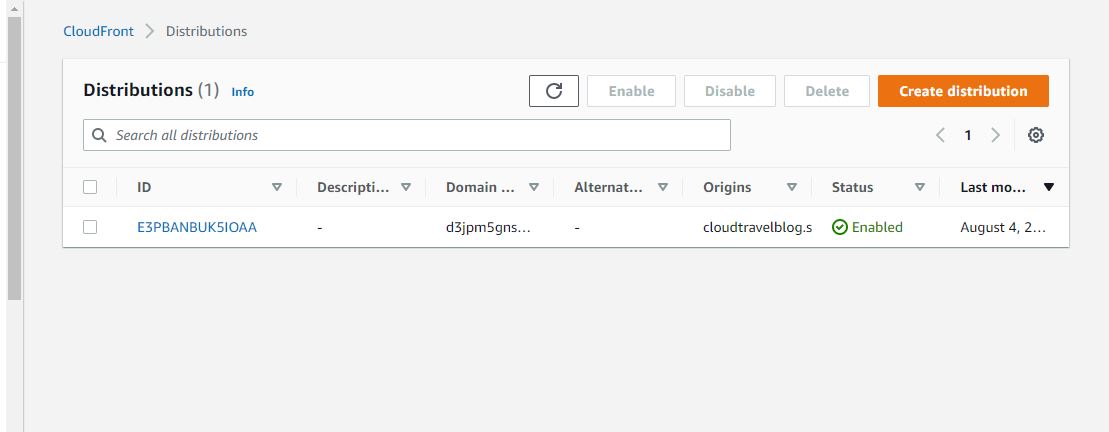 CloudFront Distributions
Distributions (1) Info
Enable Disable Delete Create distribution
Search all distributions
1
ID Descripti... Domain ... Alternat... Origins Status Last mo...
E3PBANBUK5IOAA - d3jpm5gns... - cloudtravelblog.s Enabled August 4, 2...